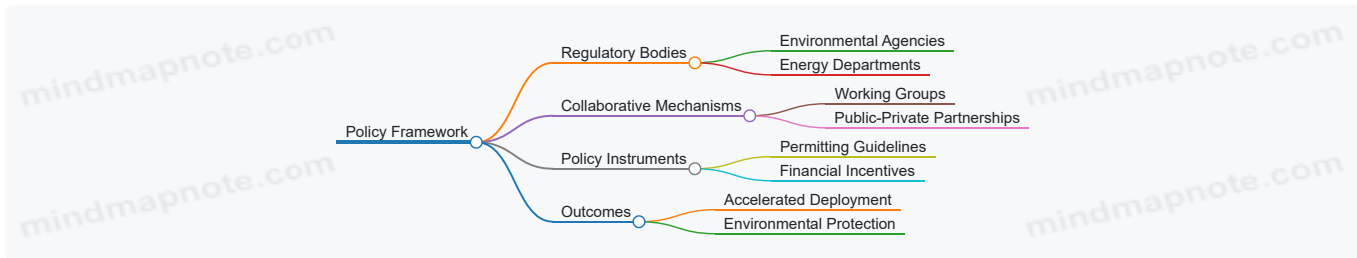 mindmapnote.com
mindmapnote.com
Policy Framework
Regulatory Bodies
Environmental Agencies
Energy Departments
Collaborative Mechanisms
Working Groups
Public-Private Partnerships
Policy Instruments
Permitting Guidelines
Financial Incentives
Outcomes
Accelerated Deployment
Environmental Protection
mindmapnote.com
mindmapnote.com